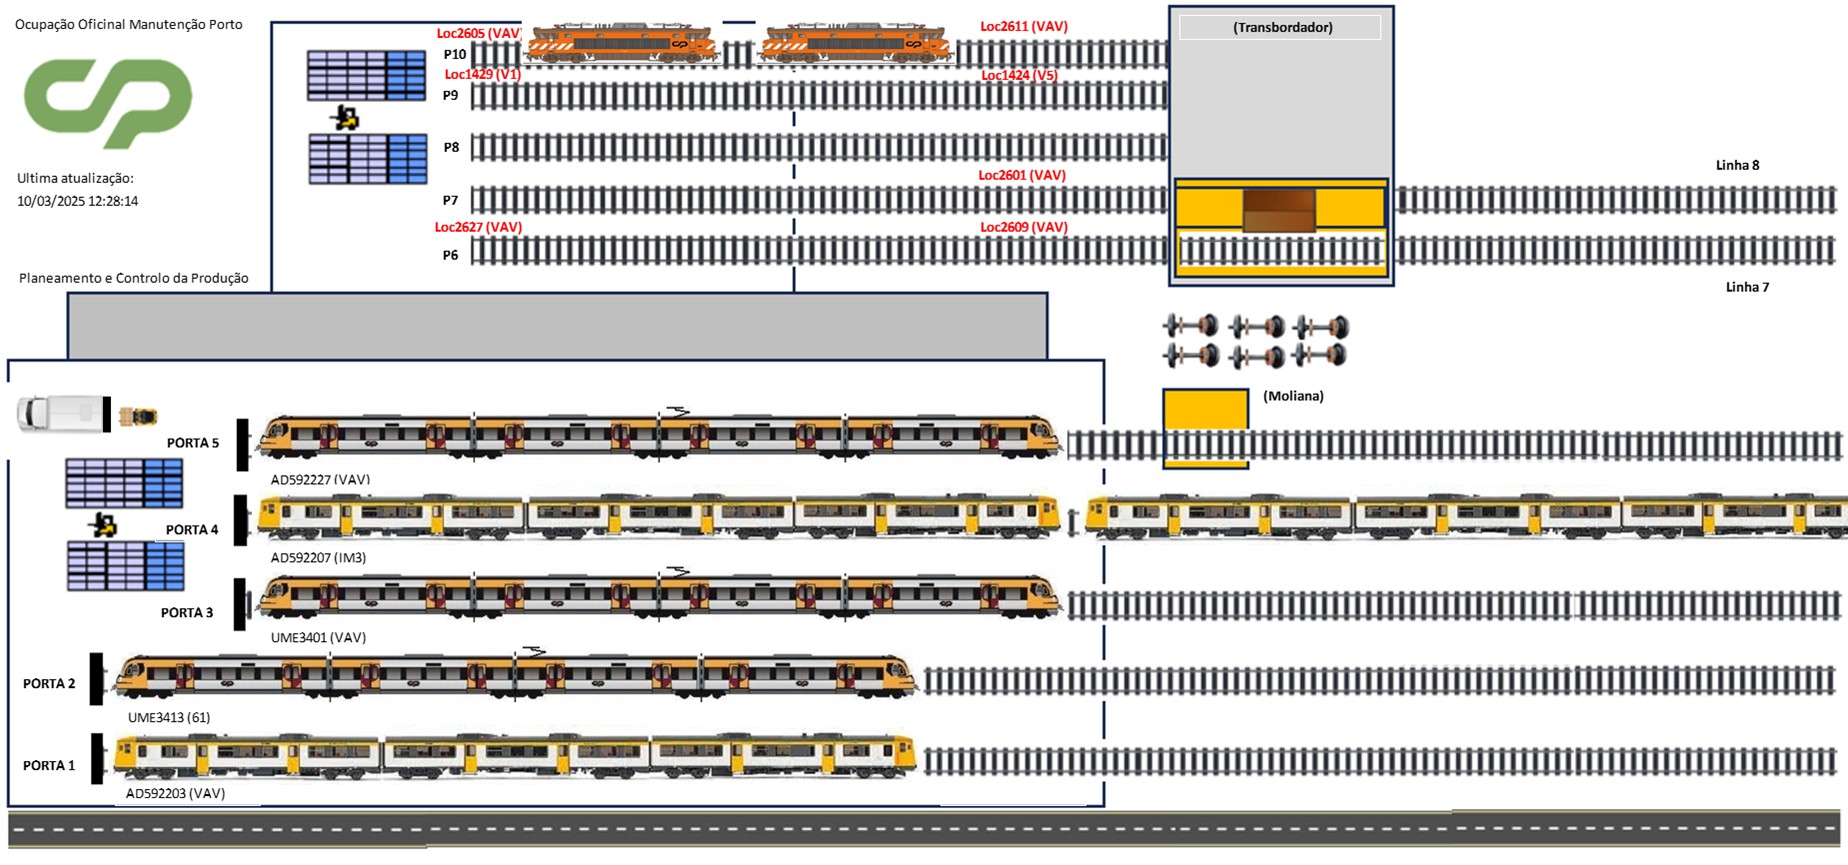 Ocupação Oficinal Manutenção Porto
Ultima atualização:
10/03/2025 12:28:14
Planeamento e Controlo da Produção
Loc2605 (VAV)
Loc2611 (VAV)
P10
Loc1429 (V1)
Loc1424 (V5)
P9
P8
Loc2601 (VAV)
P7
Loc2627 (VAV)
Loc2609 (VAV)
P6
(Transbordador)
Linha 8
Linha 7
(Moliana)
PORTA 5
AD592227 (VAV)
PORTA 4
AD592207 (IM3)
PORTA 3
UME3401 (VAV)
PORTA 2
UME3413 (61)
PORTA 1
AD592203 (VAV)